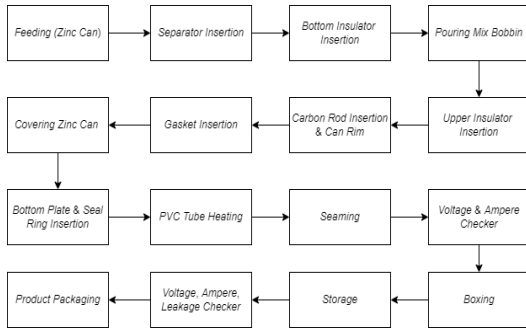 Feeding (Zinc Can)
Separator Insertion
Bottom Insulator
Insertion
Pouring Mix Bobbin
Upper Insulator
Insertion
Carbon Rod Insertion
& Can Rim
Gasket Insertion
Covering Zinc Can
Bottom Plate & Seal
Ring Insertion
PVC Tube Heating
Seaming
Voltage & Ampere
Checker
Boxing
Storage
Voltage, Ampere,
Leakage Checker
Product Packaging